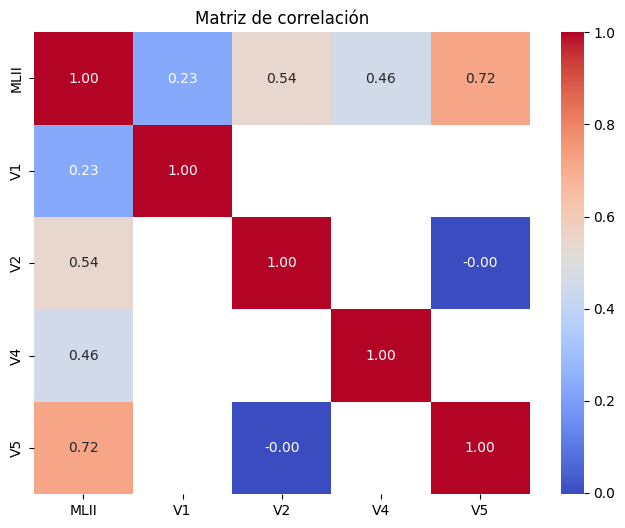 Matriz de correlación
MLII 1.00 0.23 0.54 0.46 0.72
V1 0.23 1.00
V2 0.54 1.00 -0.00
V4 0.46 1.00
V5 0.72 -0.00 1.00
MLII V1 V2 V4 V5
1.0
0.8
0.6
0.4
0.2
0.0